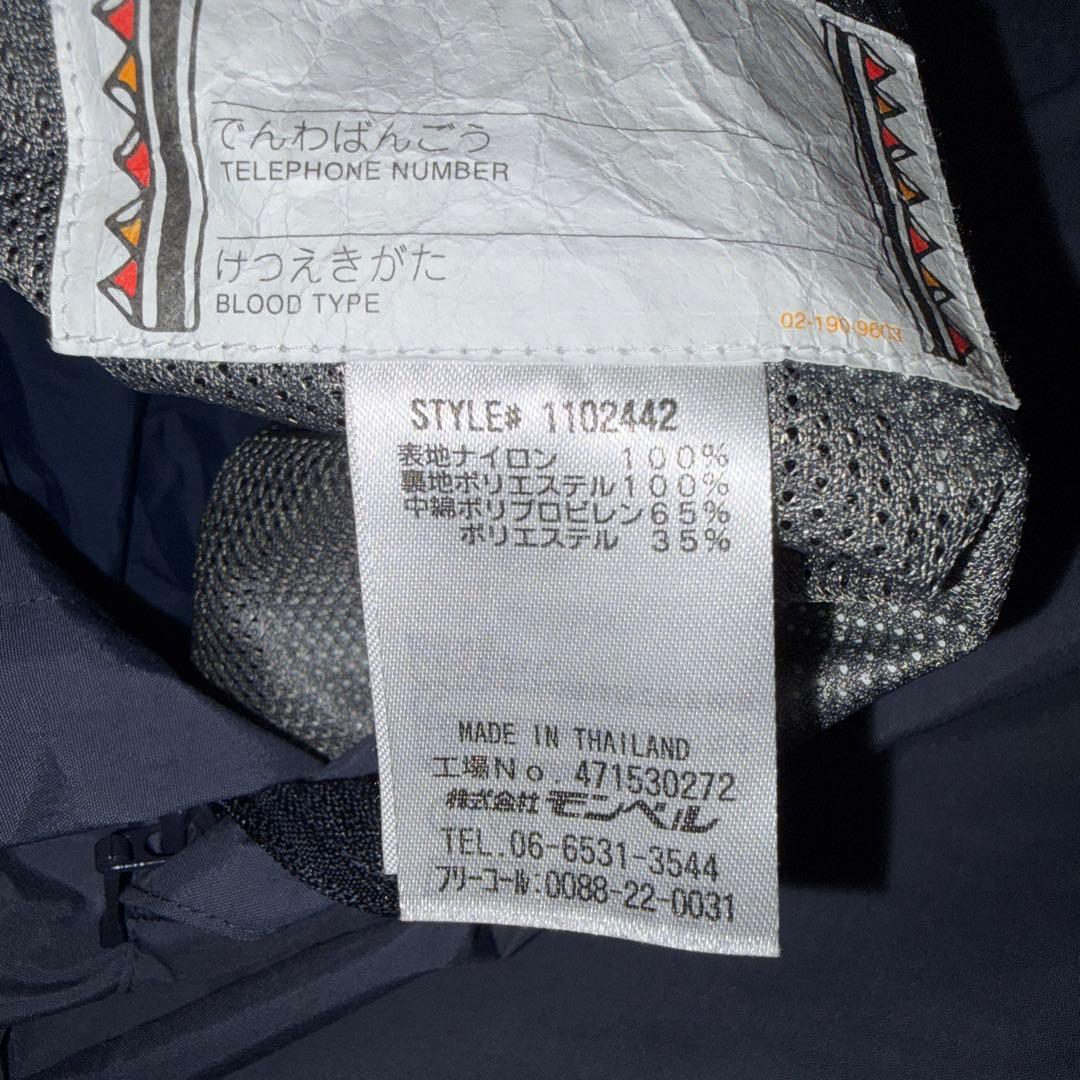 でんわばんごう
TELEPHONE NUMBER
けつえきがた
BLOOD TYPE
02-190-9603
STYLE# 1102442
表地ナイロン 100%
裏地ポリエステル100%
中綿ポリプロピレン65%
ポリエステル 35%
MADE IN THAILAND
工場No. 471530272
株式会社モンベル
TEL. 06-6531-3544
フリーコール:0088-22-0031